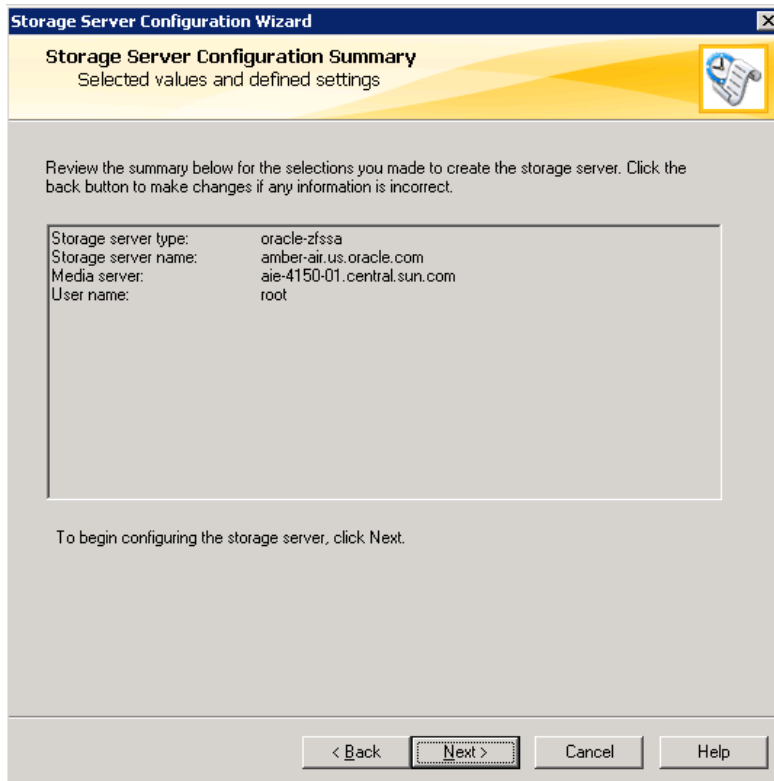 Storage Server Configuration Wizard
Storage Server Configuration Summary
Selected values and defined settings
Review the summary below for the selections you made to create the storage server. Click the
back button to make changes if any information is incorrect.
Storage server type: oracle-zfssa
Storage server name: amber-air.us.oracle.com
Media server: aie-4150-01.central.sun.com
User name: root
To begin configuring the storage server, click Next.
< Back Next > Cancel Help